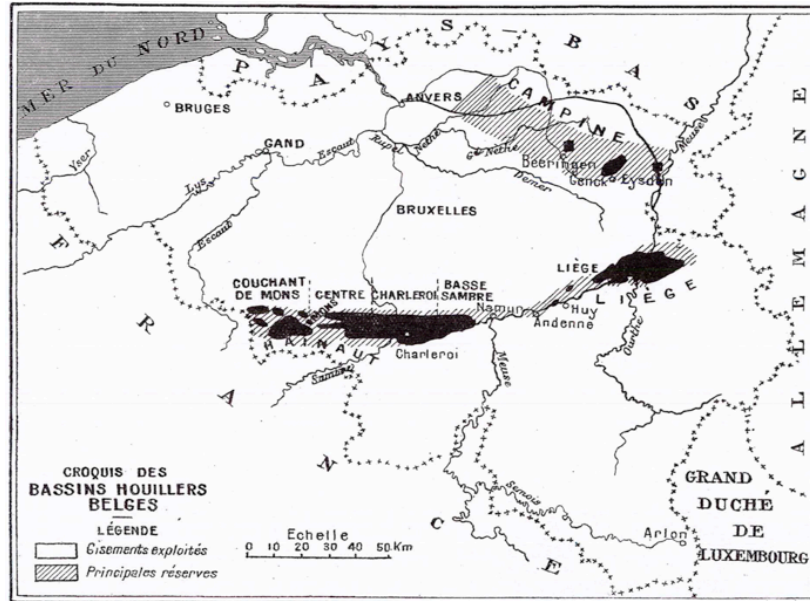 MER DU NORD
PAYS-BAS
BRUGES
ANVERS
CAMPINE
GAND
Escaut
Rupel
Nèthe
Gde Nèthe
Beeringen
Genck
Eysden
Meuse
Yser
Lys
Escaut
Demer
BRUXELLES
ALLEMAGNE
COUCHANT
DE MONS
CENTRE
CHARLEROI
BASSE
SAMBRE
LIÈGE
LIÈGE
Namur
Huy
Andenne
MONS
HAINAUT
Charleroi
Sambre
Meuse
Ourthe
FRANCE
CROQUIS DES
BASSINS HOUILLERS
BELGES
LÉGENDE
Gisements exploités
Principales réserves
Echelle
0 10 20 30 40 50 Km
Semois
Arlon
GRAND
DUCHÉ
DE
LUXEMBOURG